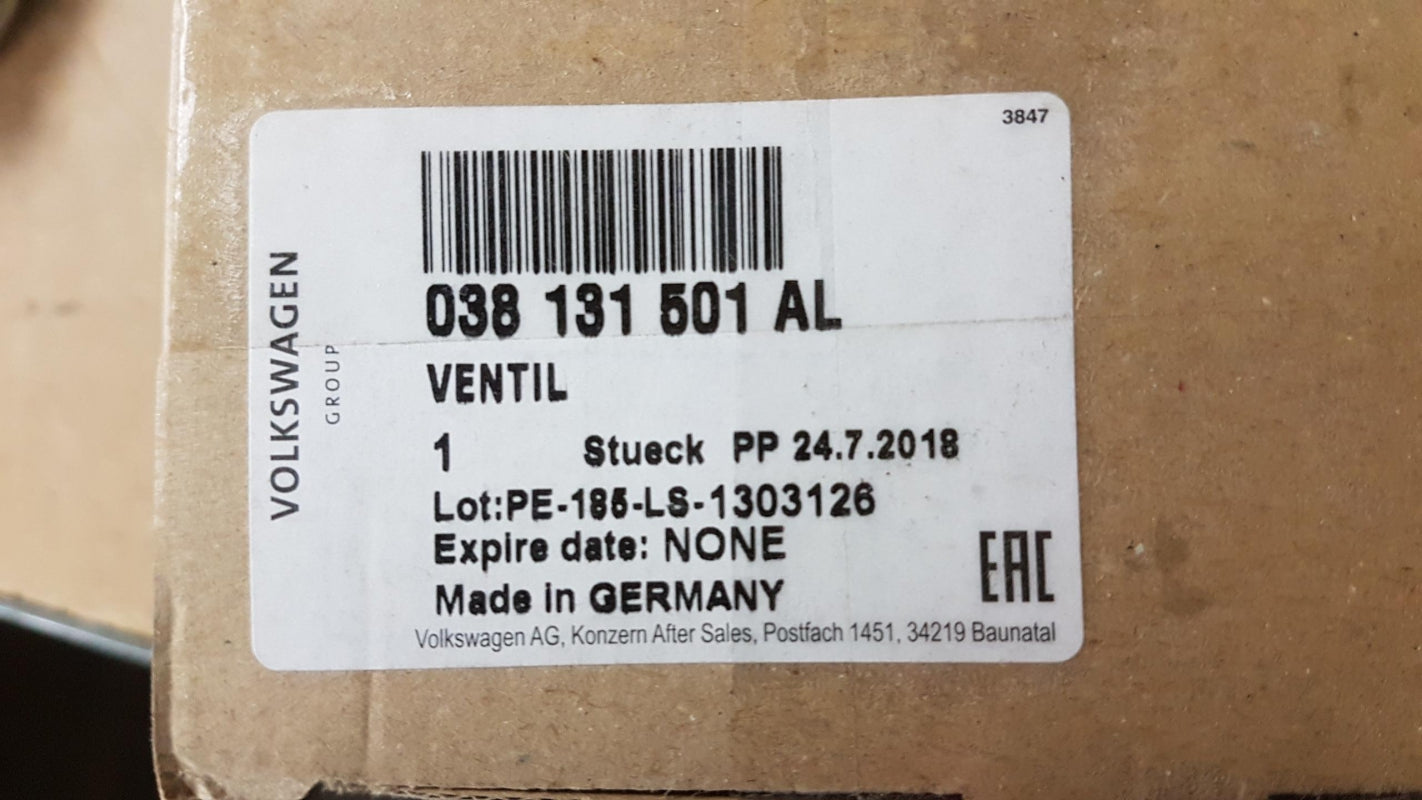 3847
VOLKSWAGEN
GROUP
038 131 501 AL
VENTIL
1 Stueck PP 24.7.2018
Lot:PE-185-LS-1303126
Expire date: NONE
Made in GERMANY
EAC
Volkswagen AG, Konzern After Sales, Postfach 1451, 34219 Baunatal